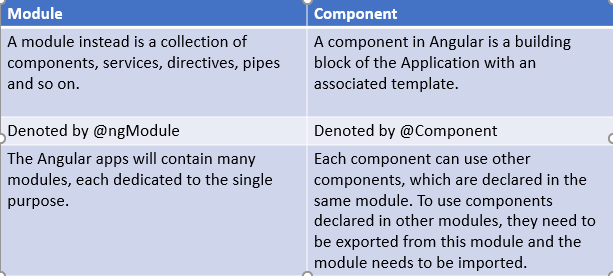 Module
Component
A module instead is a collection of
components, services, directives, pipes
and so on.
A component in Angular is a building
block of the Application with an
associated template.
Denoted by @ngModule
Denoted by @Component
The Angular apps will contain many
modules, each dedicated to the single
purpose.
Each component can use other
components, which are declared in the
same module. To use components
declared in other modules, they need to
be exported from this module and the
module needs to be imported.